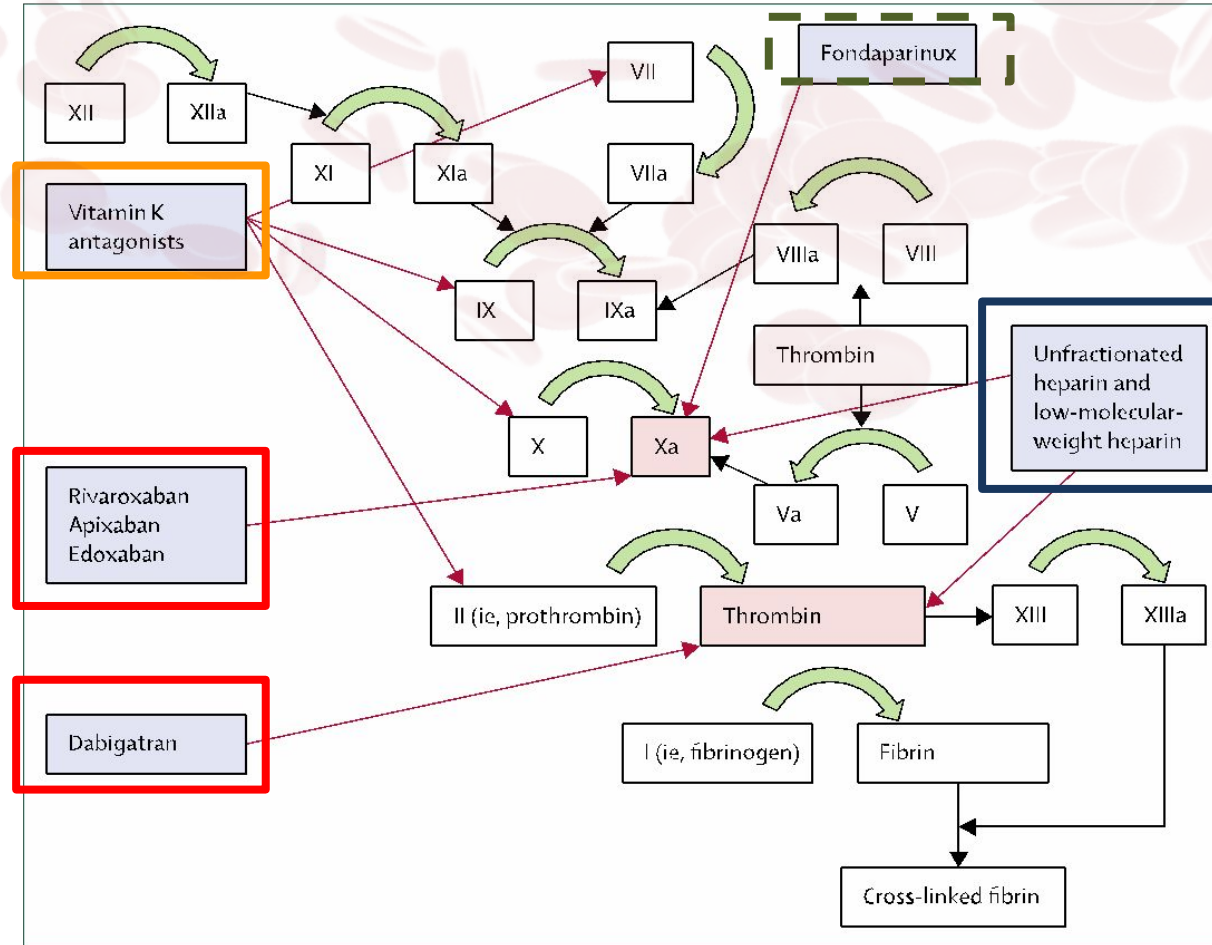 Fondaparinux
VII
XII
XIIa
XI
XIa
VIIa
Vitamin K
antagonists
VIIIa
VIII
IX
IXa
Thrombin
Unfractionated
heparin and
low-molecular-
weight heparin
X
Xa
Rivaroxaban
Apixaban
Edoxaban
Va
V
II (ie, prothrombin)
Thrombin
XIII
XIIIa
Dabigatran
I (ie, fibrinogen)
Fibrin
Cross-linked fibrin